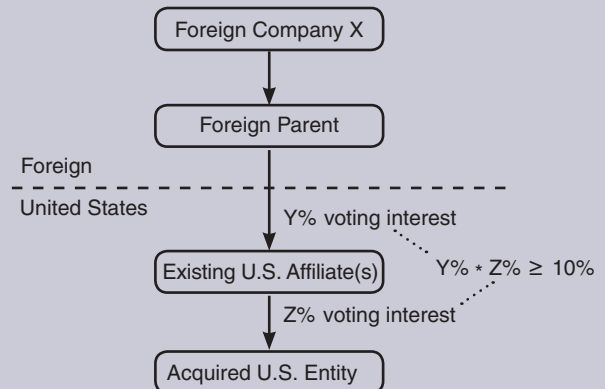 Foreign Company X
Foreign Parent
Foreign
United States
Y% voting interest
Existing U.S. Affiliate(s)
Y% * Z% ≥ 10%
Z% voting interest
Acquired U.S. Entity